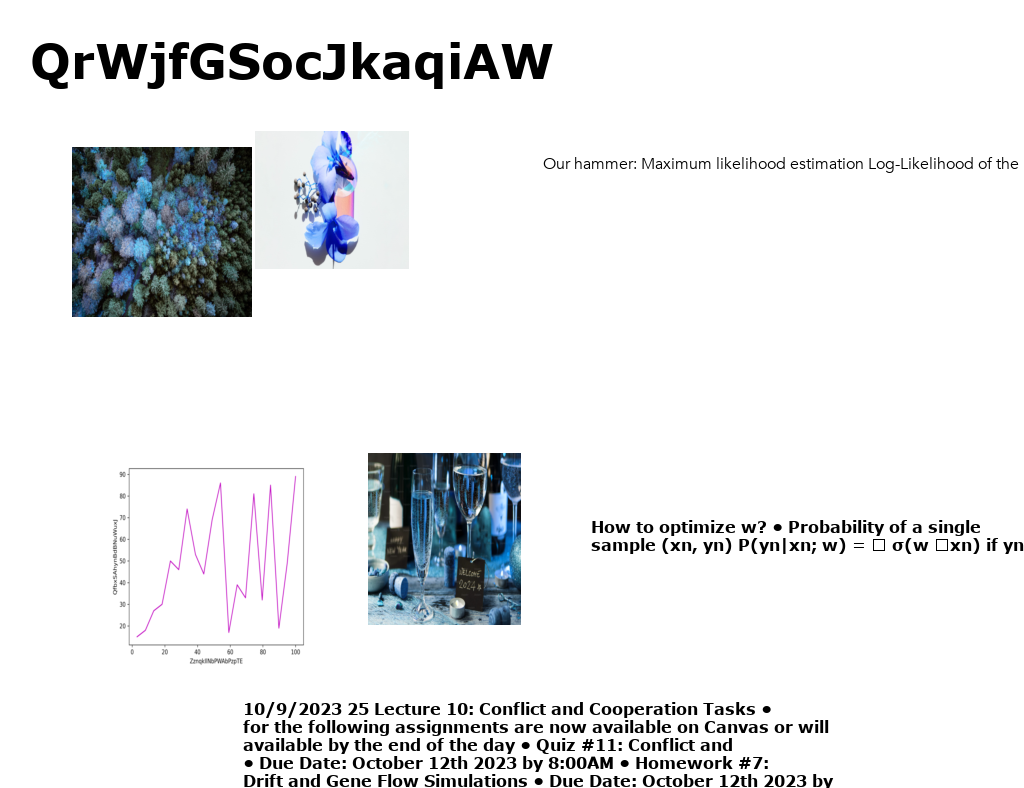 QrWjfGSocJkaqiAW
Our hammer: Maximum likelihood estimation Log-Likelihood of the
90
80
70
60
50
40
30
20
0 20 40 60 80 100
WELCOME
2024
How to optimize w? ● Probability of a single
sample (xn, yn) P(yn|xn; w) = □ σ(w □xn) if yn
10/9/2023 25 Lecture 10: Conflict and Cooperation Tasks ●
for the following assignments are now available on Canvas or will
available by the end of the day ● Quiz #11: Conflict and
● Due Date: October 12th 2023 by 8:00AM ● Homework #7:
Drift and Gene Flow Simulations ● Due Date: October 12th 2023 by